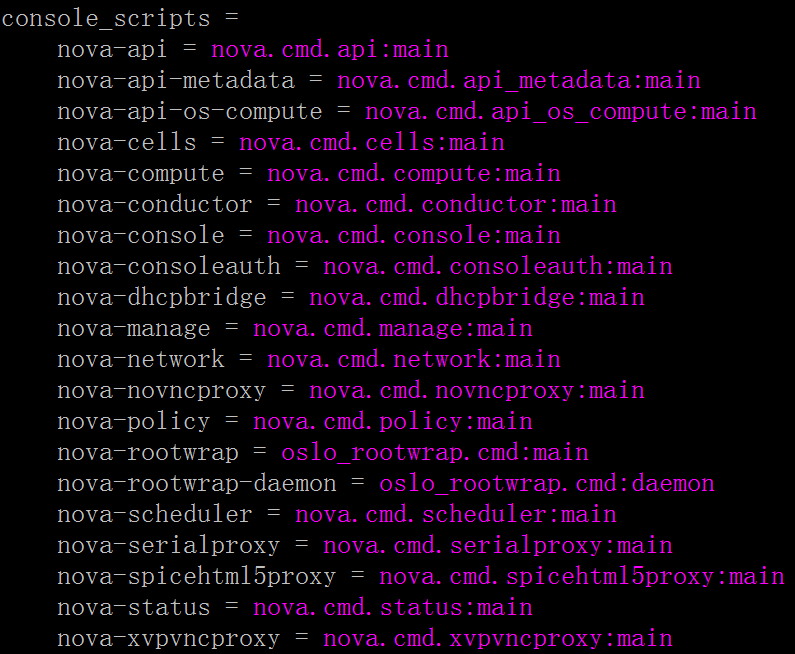 console_scripts =
nova-api = nova.cmd.api:main
nova-api-metadata = nova.cmd.api_metadata:main
nova-api-os-compute = nova.cmd.api_os_compute:main
nova-cells = nova.cmd.cells:main
nova-compute = nova.cmd.compute:main
nova-conductor = nova.cmd.conductor:main
nova-console = nova.cmd.console:main
nova-consoleauth = nova.cmd.consoleauth:main
nova-dhcpbridge = nova.cmd.dhcpbridge:main
nova-manage = nova.cmd.manage:main
nova-network = nova.cmd.network:main
nova-novncproxy = nova.cmd.novncproxy:main
nova-policy = nova.cmd.policy:main
nova-rootwrap = oslo_rootwrap.cmd:main
nova-rootwrap-daemon = oslo_rootwrap.cmd:daemon
nova-scheduler = nova.cmd.scheduler:main
nova-serialproxy = nova.cmd.serialproxy:main
nova-spicehtml5proxy = nova.cmd.spicehtml5proxy:main
nova-status = nova.cmd.status:main
nova-xvpvncproxy = nova.cmd.xvpvncproxy:main